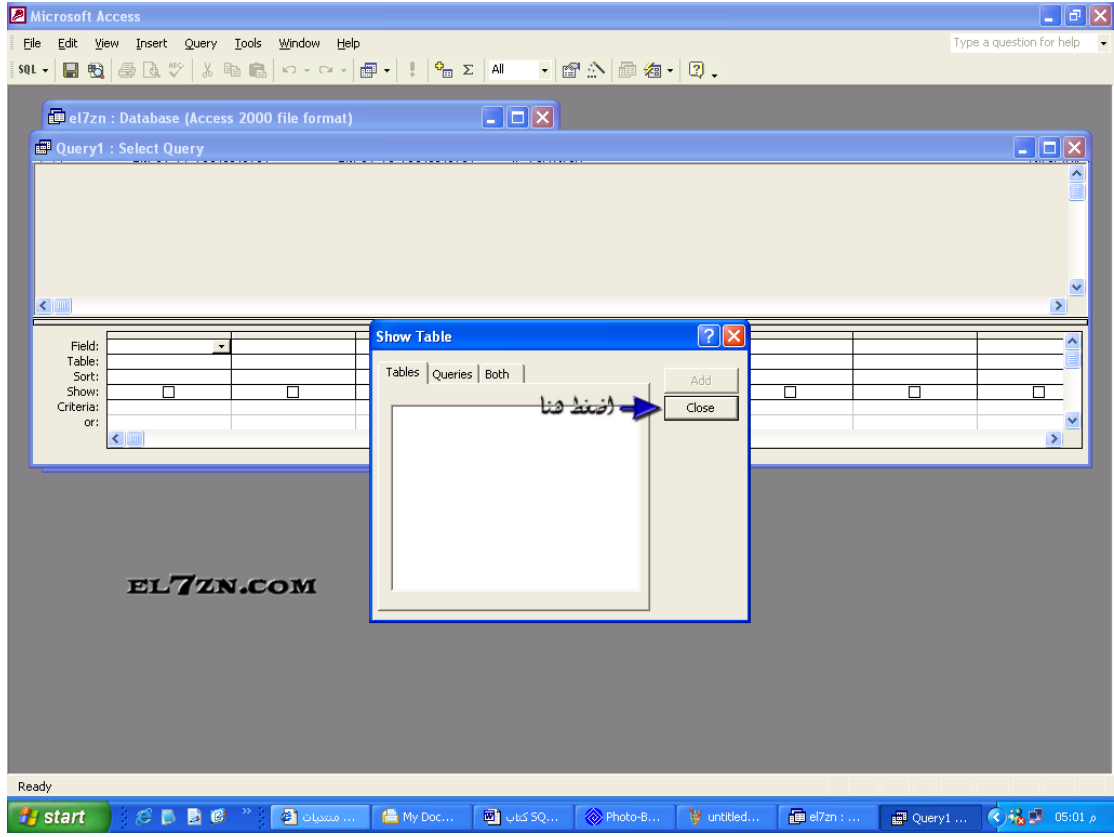 Microsoft Access
File Edit View Insert Query Tools Window Help
Type a question for help
SQL
All
el7zn : Database (Access 2000 file format)
Query1 : Select Query
Field:
Table:
Sort:
Show:
Criteria:
or:
Show Table
Tables Queries Both
Add
Close
اضغط هنا
EL7ZN.COM
Ready
start
منتديات ...
My Doc...
كتاب SQ...
Photo-B...
untitled...
el7zn : ...
Query1 ...
05:01 م